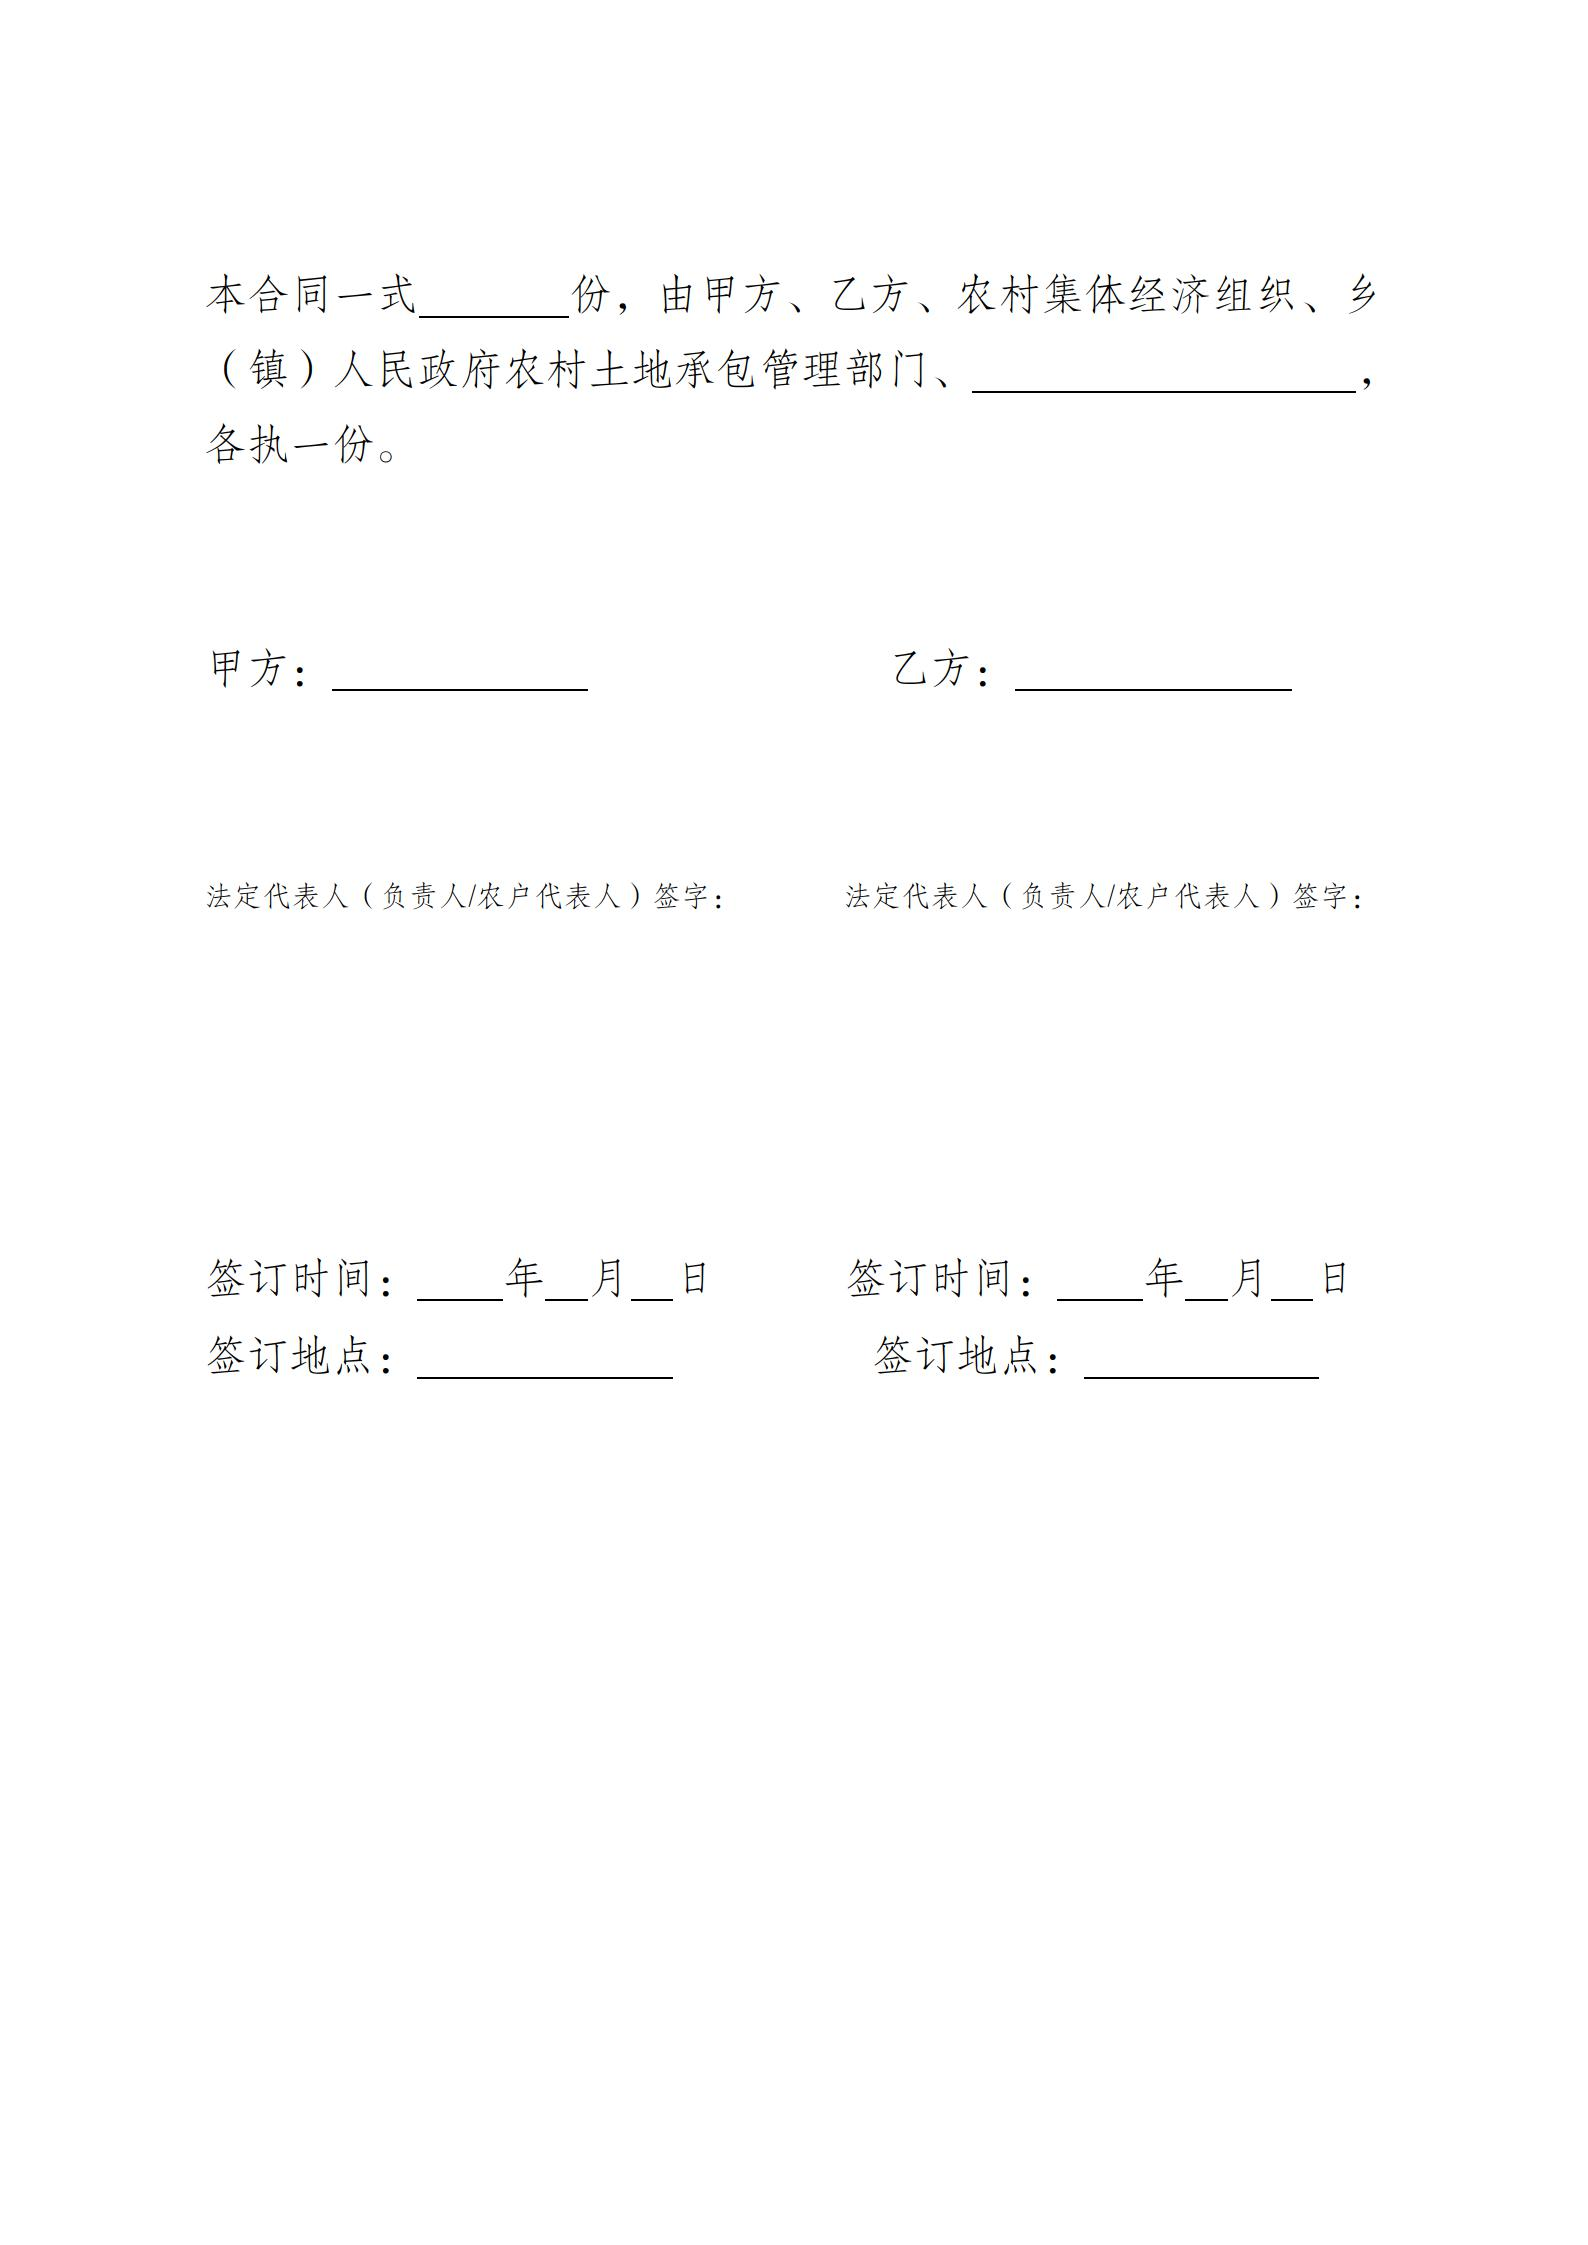 本合同一式_______份，由甲方、乙方、农村集体经济组织、乡
（镇）人民政府农村土地承包管理部门、__________________，
各执一份。
甲方：____________ 乙方：_____________
法定代表人（负责人/农户代表人）签字： 法定代表人（负责人/农户代表人）签字：
签订时间：____年__月__日 签订时间：____年__月__日
签订地点：____________ 签订地点：___________